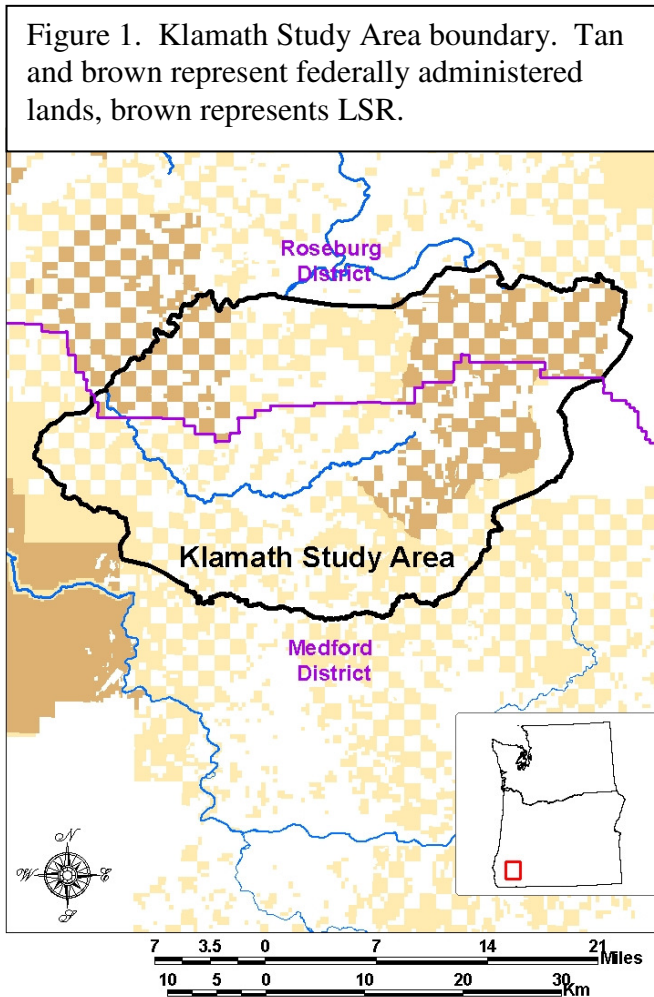 Figure 1. Klamath Study Area boundary. Tan
and brown represent federally administered
lands, brown represents LSR.
Roseburg
District
Klamath Study Area
Medford
District
N
W E
S
7 3.5 0 7 14 21
Miles
10 5 0 10 20 30
Km